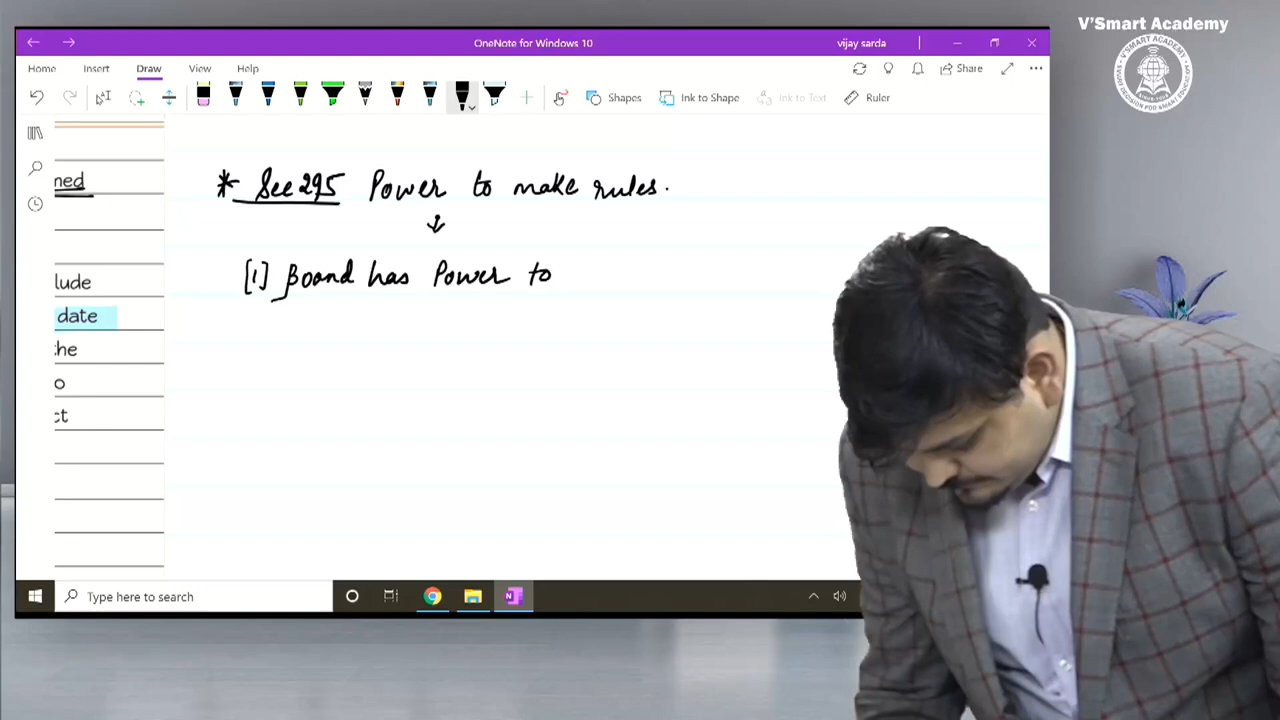 V'Smart Academy
OneNote for Windows 10
vijay sarda
Home Insert Draw View Help
Share
Shapes Ink to Shape Ink to Text Ruler
ned
lude
date
the
o
ct
* Sec 295 Power to make rules.
[1] Board has Power to
Type here to search